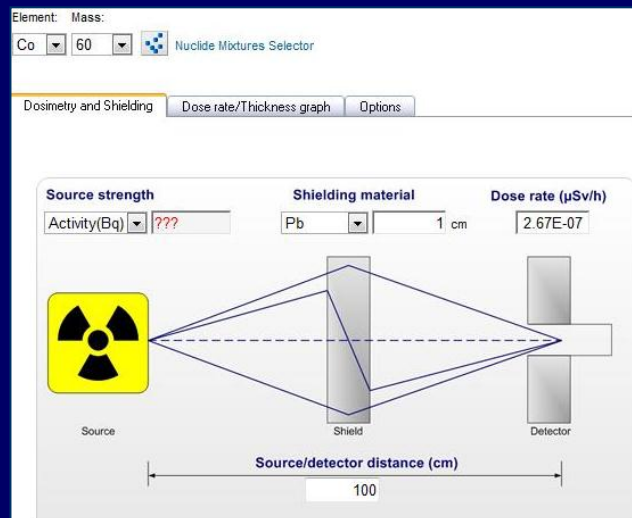 Element: Mass:
Co 60 Nuclide Mixtures Selector
Dosimetry and Shielding Dose rate/Thickness graph Options
Source strength Shielding material Dose rate (µSv/h)
Activity(Bq) ??? Pb 1 cm 2.67E-07
Source Shield Detector
Source/detector distance (cm)
100